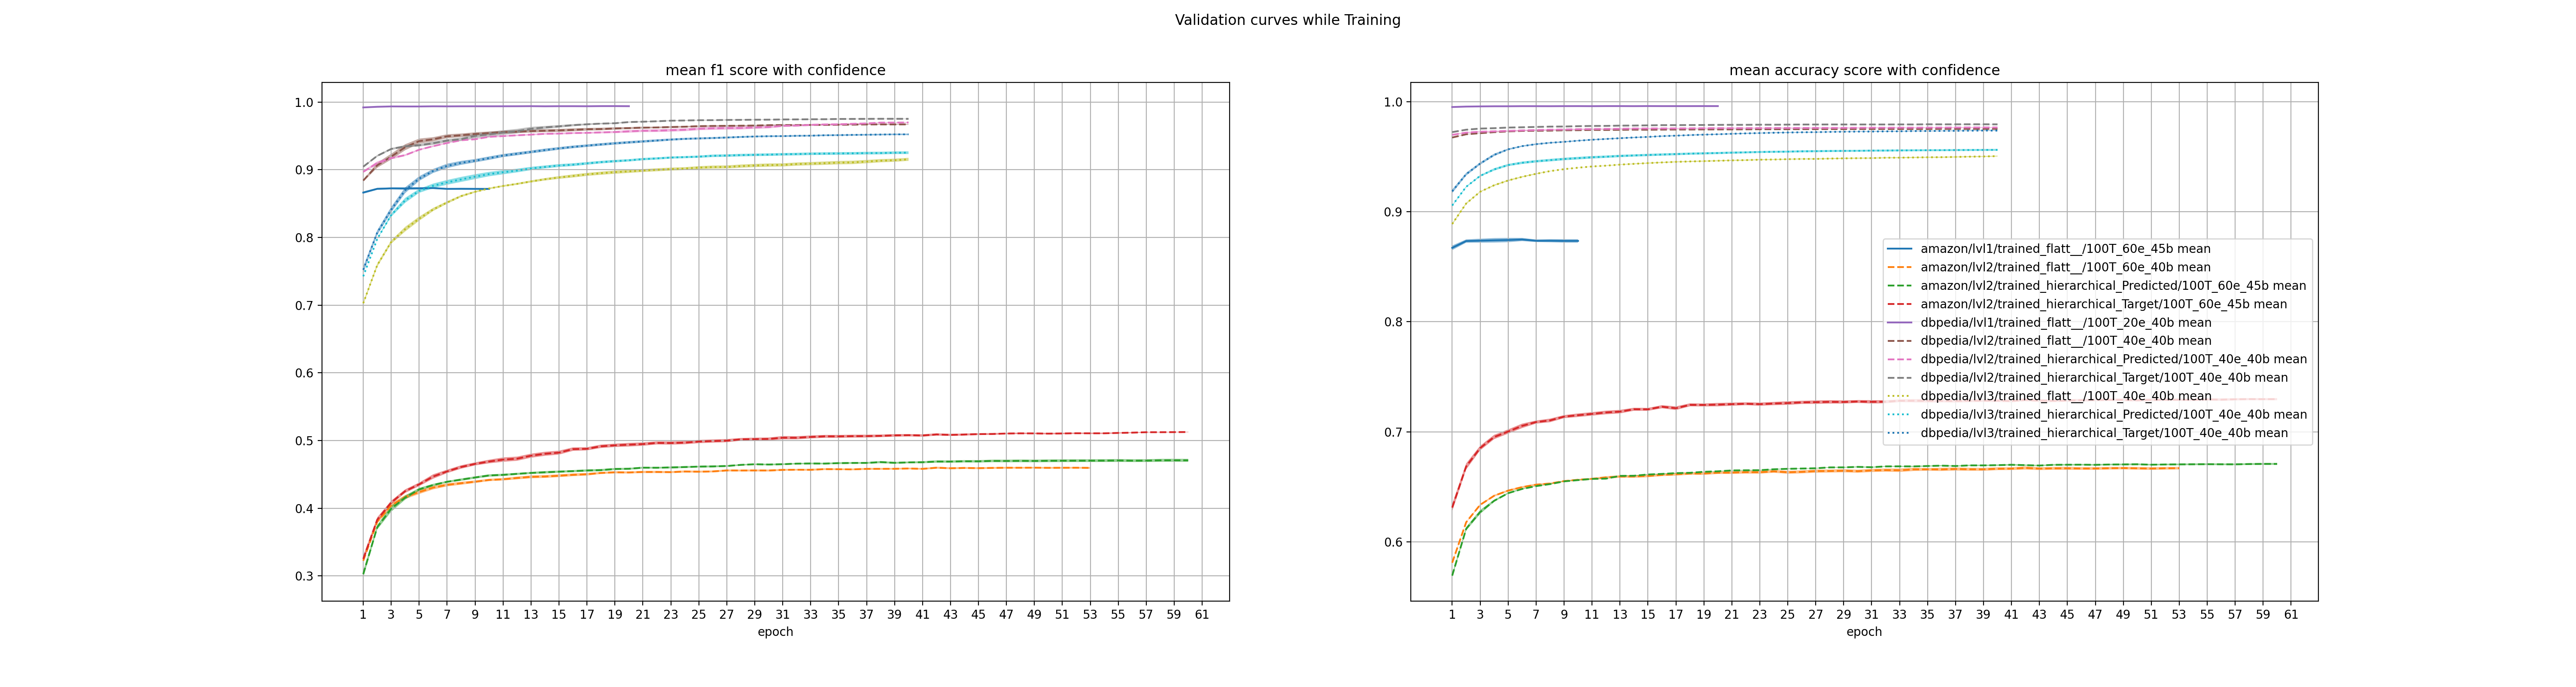 Validation curves while Training
mean f1 score with confidence
1.0
0.9
0.8
0.7
0.6
0.5
0.4
0.3
1 3 5 7 9 11 13 15 17 19 21 23 25 27 29 31 33 35 37 39 41 43 45 47 49 51 53 55 57 59 61
epoch
mean accuracy score with confidence
1.0
0.9
0.8
0.7
0.6
amazon/lvl1/trained_flatt__/100T_60e_45b mean
amazon/lvl2/trained_flatt__/100T_60e_40b mean
amazon/lvl2/trained_hierarchical_Predicted/100T_60e_45b mean
amazon/lvl2/trained_hierarchical_Target/100T_60e_45b mean
dbpedia/lvl1/trained_flatt__/100T_20e_40b mean
dbpedia/lvl2/trained_flatt__/100T_40e_40b mean
dbpedia/lvl2/trained_hierarchical_Predicted/100T_40e_40b mean
dbpedia/lvl2/trained_hierarchical_Target/100T_40e_40b mean
dbpedia/lvl3/trained_flatt__/100T_40e_40b mean
dbpedia/lvl3/trained_hierarchical_Predicted/100T_40e_40b mean
dbpedia/lvl3/trained_hierarchical_Target/100T_40e_40b mean
1 3 5 7 9 11 13 15 17 19 21 23 25 27 29 31 33 35 37 39 41 43 45 47 49 51 53 55 57 59 61
epoch